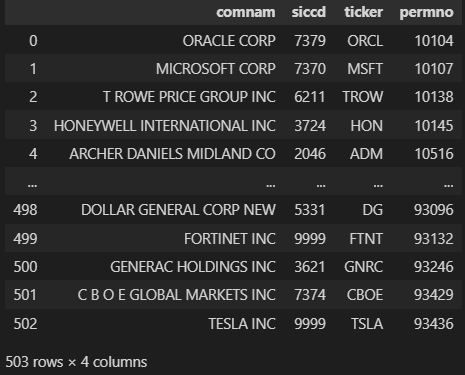 comnam siccd ticker permno
0 ORACLE CORP 7379 ORCL 10104
1 MICROSOFT CORP 7370 MSFT 10107
2 T ROWE PRICE GROUP INC 6211 TROW 10138
3 HONEYWELL INTERNATIONAL INC 3724 HON 10145
4 ARCHER DANIELS MIDLAND CO 2046 ADM 10516
... ... ... ... ...
498 DOLLAR GENERAL CORP NEW 5331 DG 93096
499 FORTINET INC 9999 FTNT 93132
500 GENERAC HOLDINGS INC 3621 GNRC 93246
501 C B O E GLOBAL MARKETS INC 7374 CBOE 93429
502 TESLA INC 9999 TSLA 93436
503 rows × 4 columns